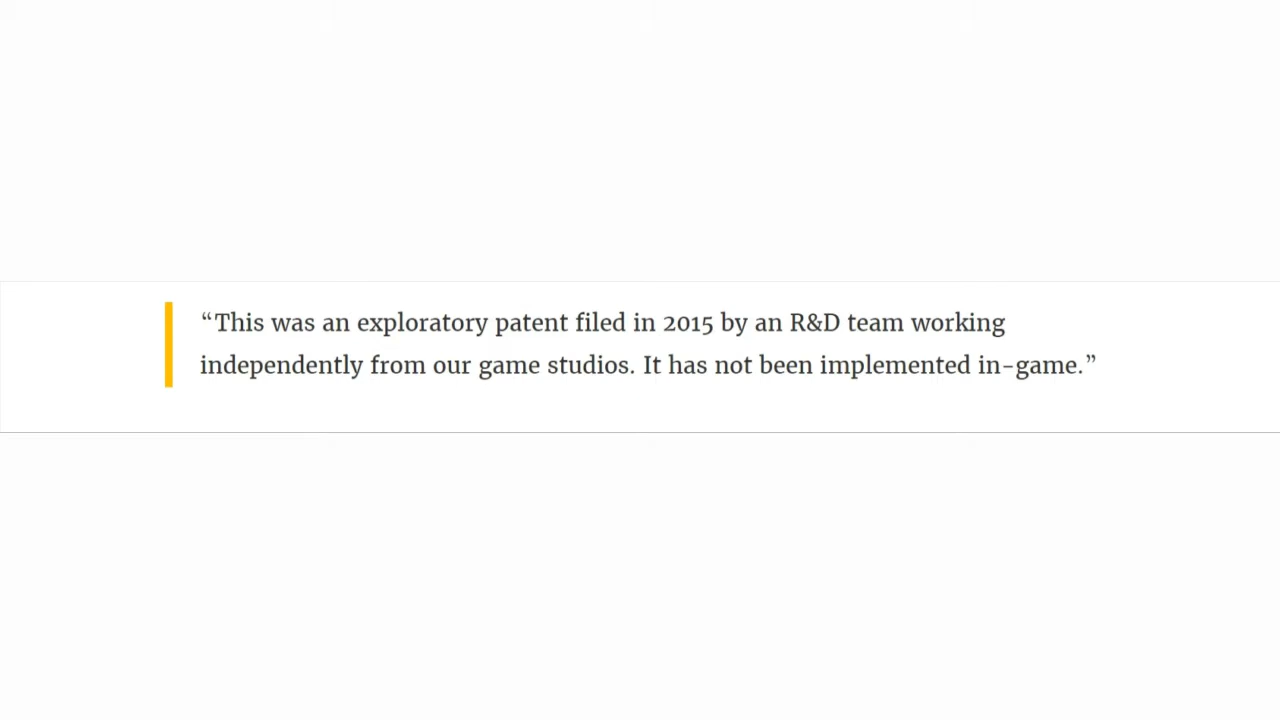 “This was an exploratory patent filed in 2015 by an R&D team working
independently from our game studios. It has not been implemented in-game.”